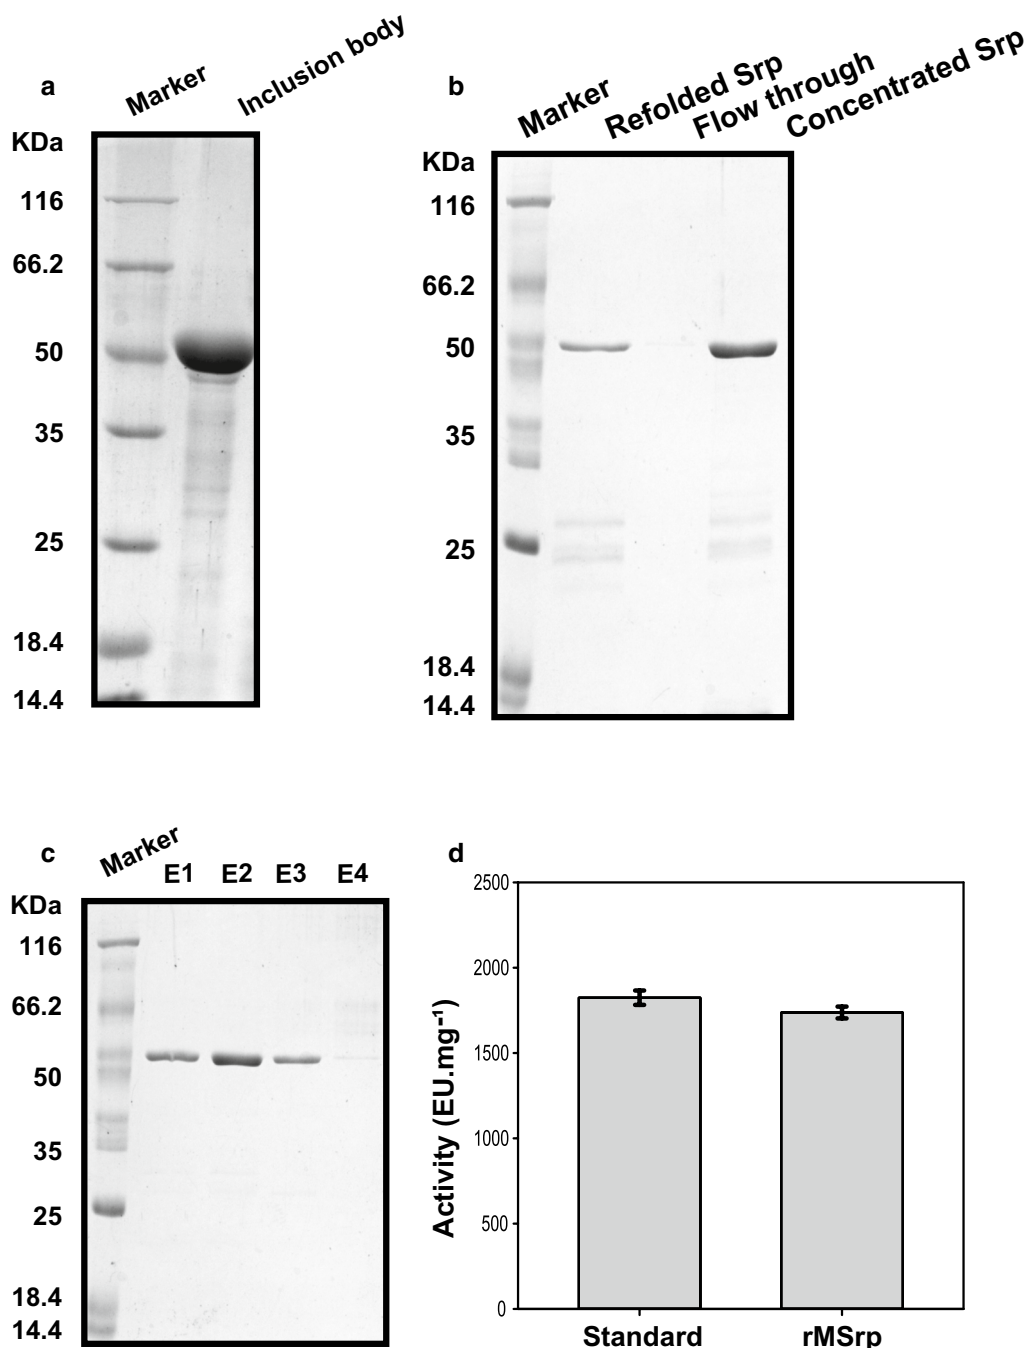 a
Marker
Inclusion body
KDa
116
66.2
50
35
25
18.4
14.4
b
Marker
Refolded Srp
Flow through
Concentrated Srp
KDa
116
66.2
50
35
25
18.4
14.4
c
Marker
E1 E2 E3 E4
KDa
116
66.2
50
35
25
18.4
14.4
d
Activity (EU.mg⁻¹)
2500
2000
1500
1000
500
0
Standard rMSrp